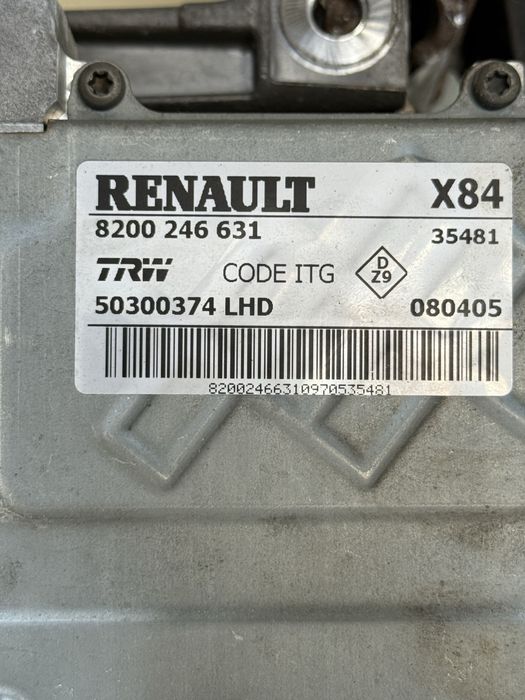 RENAULT X84
8200 246 631 35481
TRW CODE ITG D Z9
50300374 LHD 080405
82002466310970535481